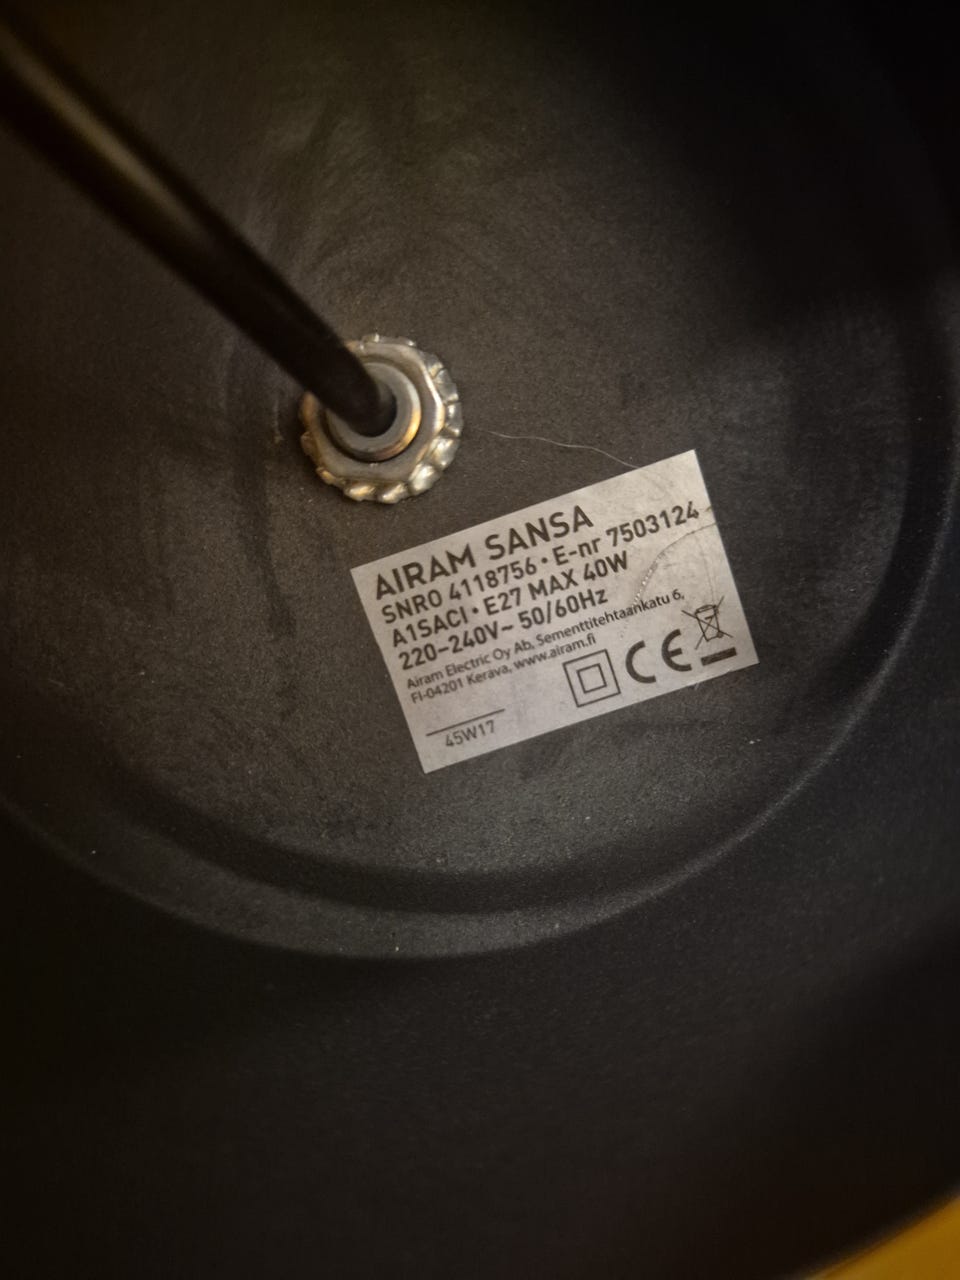 AIRAM SANSA
SNRO 4118756 • E-nr 7503124
A1SACI • E27 MAX 40W
220-240V~ 50/60Hz
Airam Electric Oy Ab, Sementtitehtaankatu 6,
FI-04201 Kerava, www.airam.fi
CE
45W17